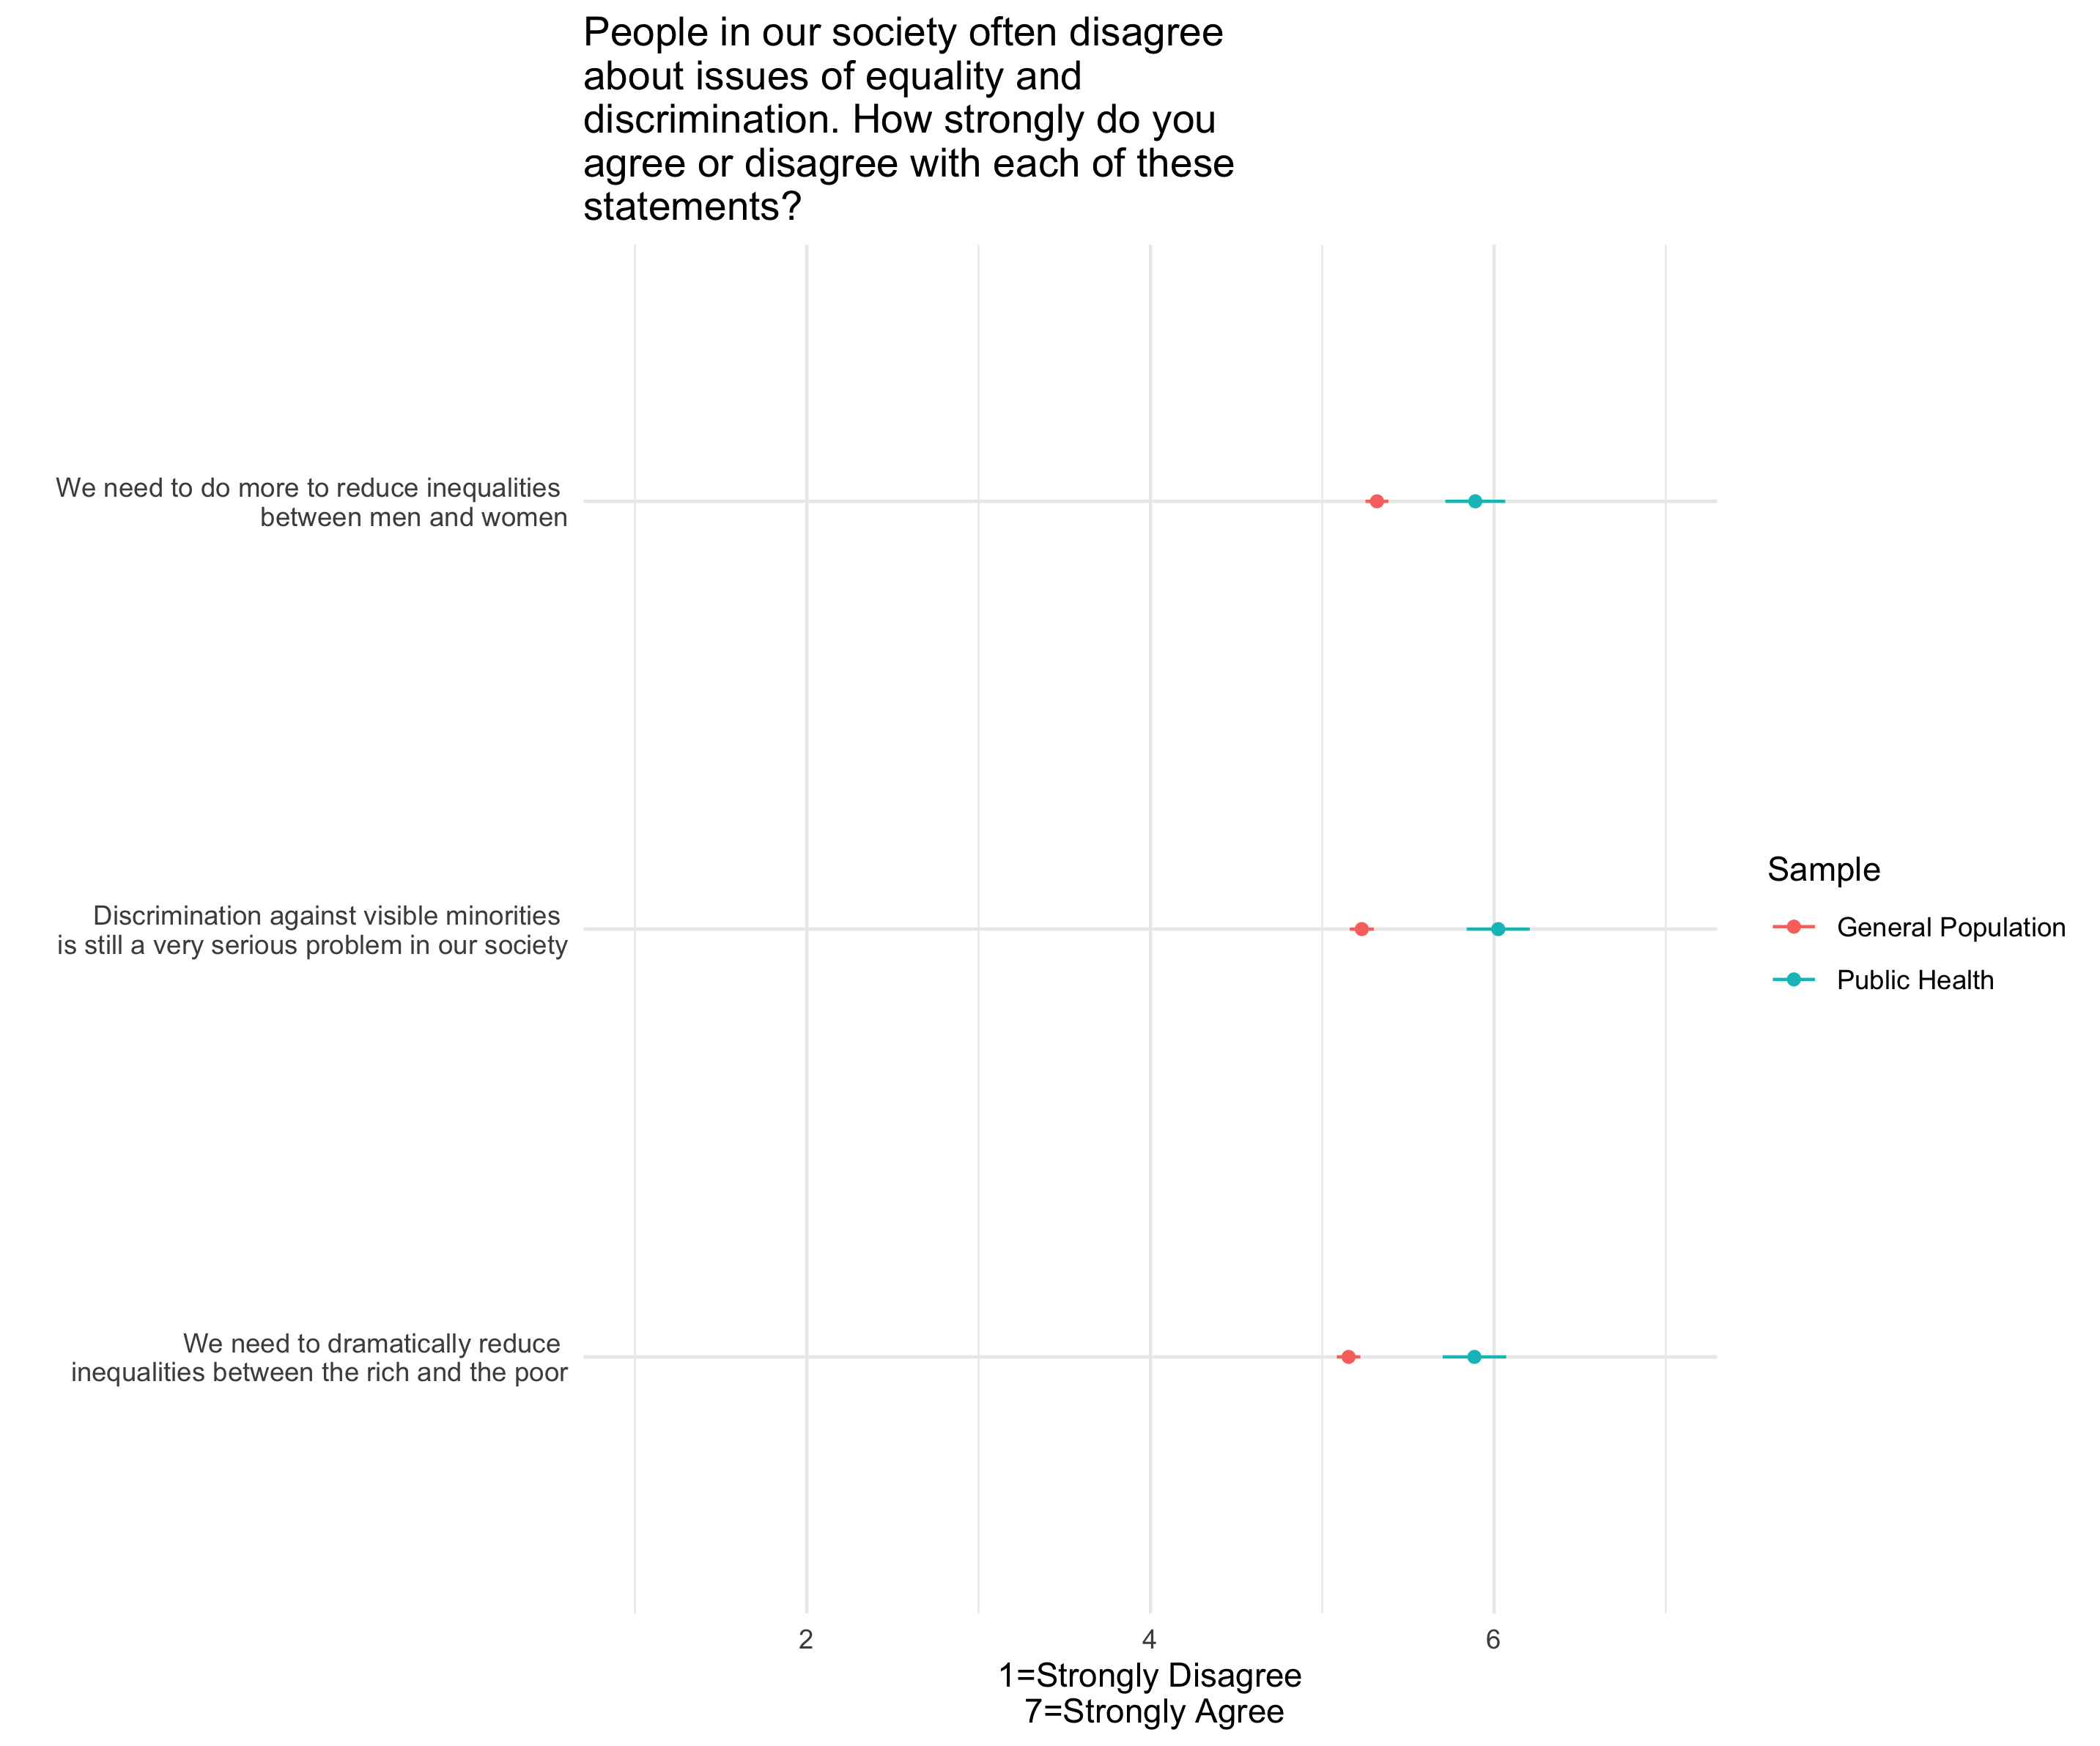 People in our society often disagree
about issues of equality and
discrimination. How strongly do you
agree or disagree with each of these
statements?
We need to do more to reduce inequalities
between men and women
Discrimination against visible minorities
is still a very serious problem in our society
We need to dramatically reduce
inequalities between the rich and the poor
Sample
General Population
Public Health
2 4 6
1=Strongly Disagree
7=Strongly Agree